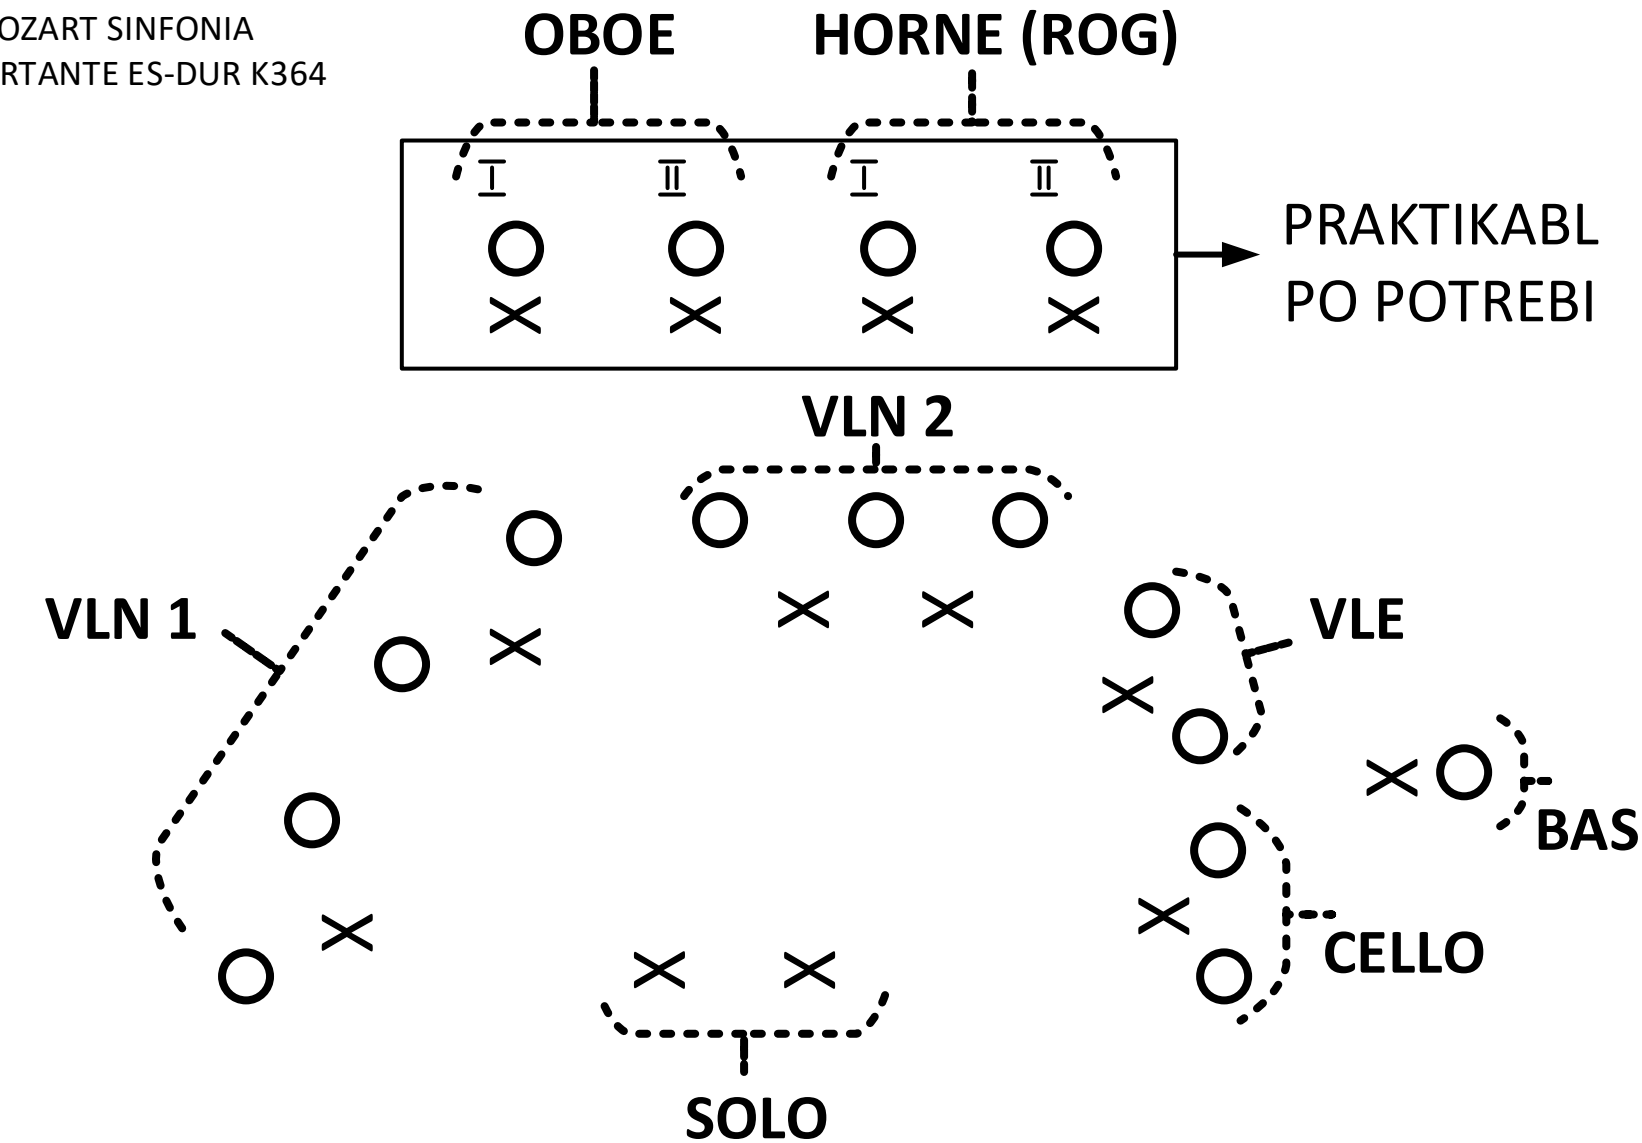 OZART SINFONIA
RTANTE ES-DUR K364
OBOE
HORNE (ROG)
I
II
I
II
PRAKTIKABL
PO POTREBI
VLN 2
VLN 1
VLE
BAS
CELLO
SOLO